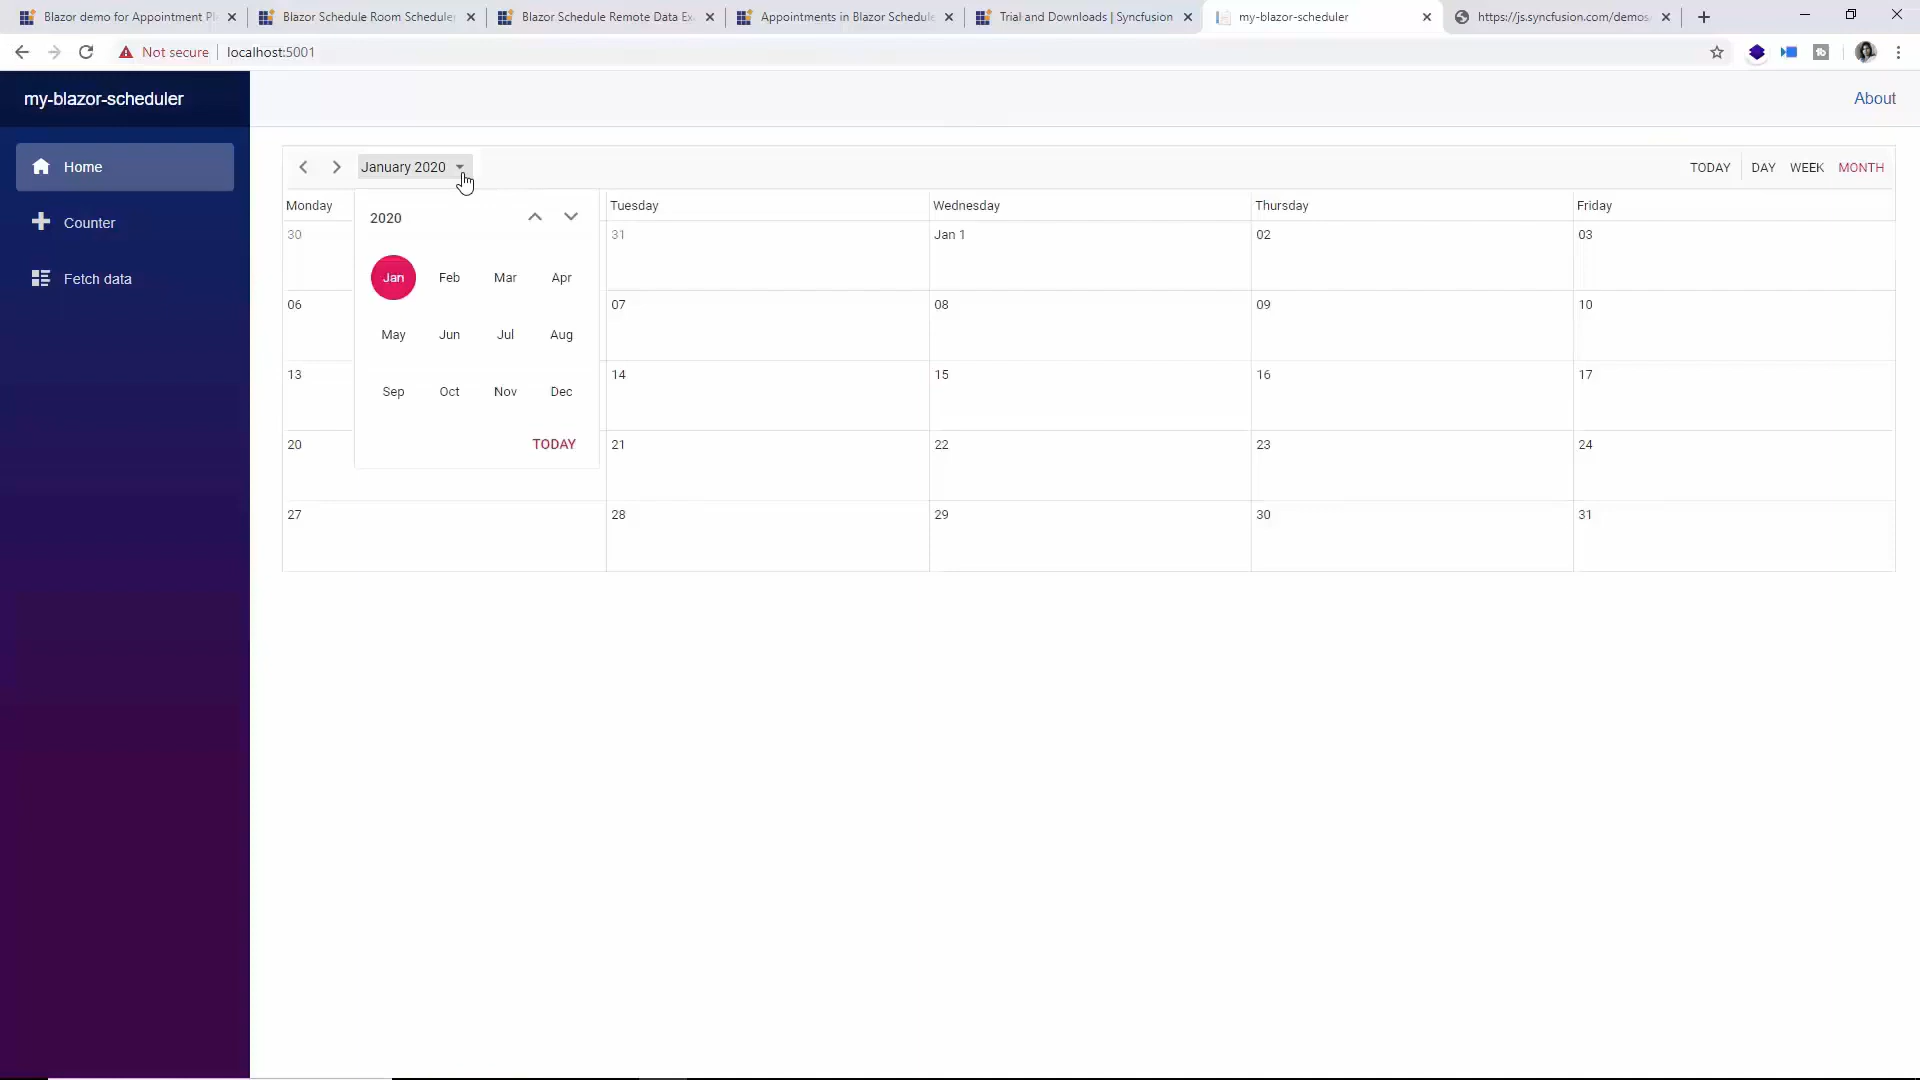 Blazor demo for Appointment Pl
Blazor Schedule Room Scheduler
Blazor Schedule Remote Data Ex
Appointments in Blazor Schedule
Trial and Downloads | Syncfusion
my-blazor-scheduler
https://js.syncfusion.com/demos
Not secure
localhost:5001
my-blazor-scheduler
About
Home
Counter
Fetch data
January 2020
TODAY DAY WEEK MONTH
Monday Tuesday Wednesday Thursday Friday
2020
Jan Feb Mar Apr
May Jun Jul Aug
Sep Oct Nov Dec
TODAY
30 31 Jan 1 02 03
06 07 08 09 10
13 14 15 16 17
20 21 22 23 24
27 28 29 30 31